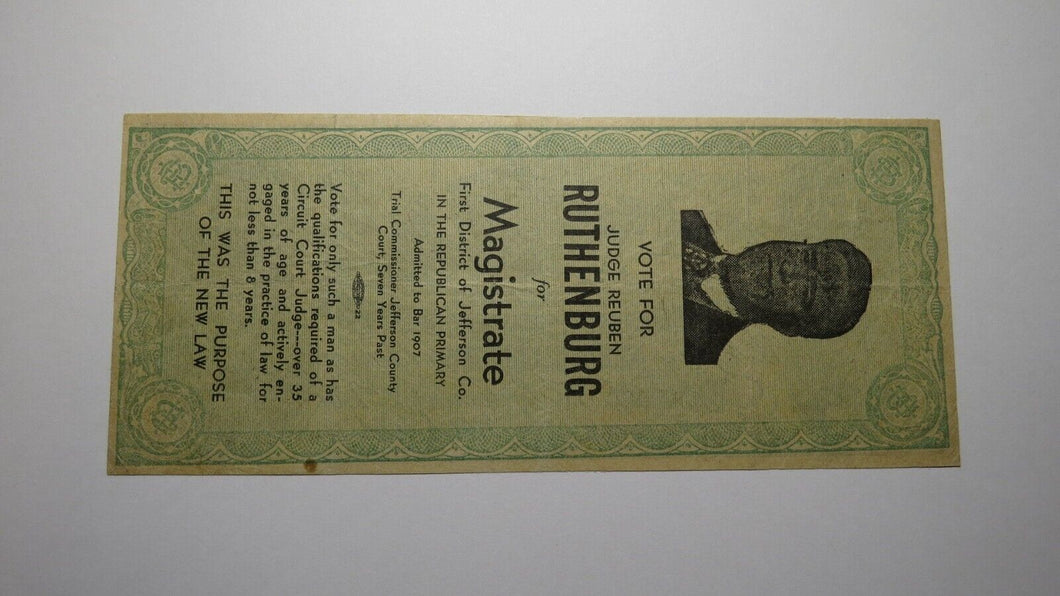 VOTE FOR
JUDGE REUBEN
RUTHENBURG
for
Magistrate
First District of Jefferson Co.
IN THE REPUBLICAN PRIMARY
Admitted to Bar 1907
Trial Commissioner Jefferson County
Court, Seven Years Past
22
Vote for only such a man as has
the qualifications required of a
Circuit Court Judge---over 35
years of age and actively en-
gaged in the practice of law for
not less than 8 years.
THIS WAS THE PURPOSE
OF THE NEW LAW